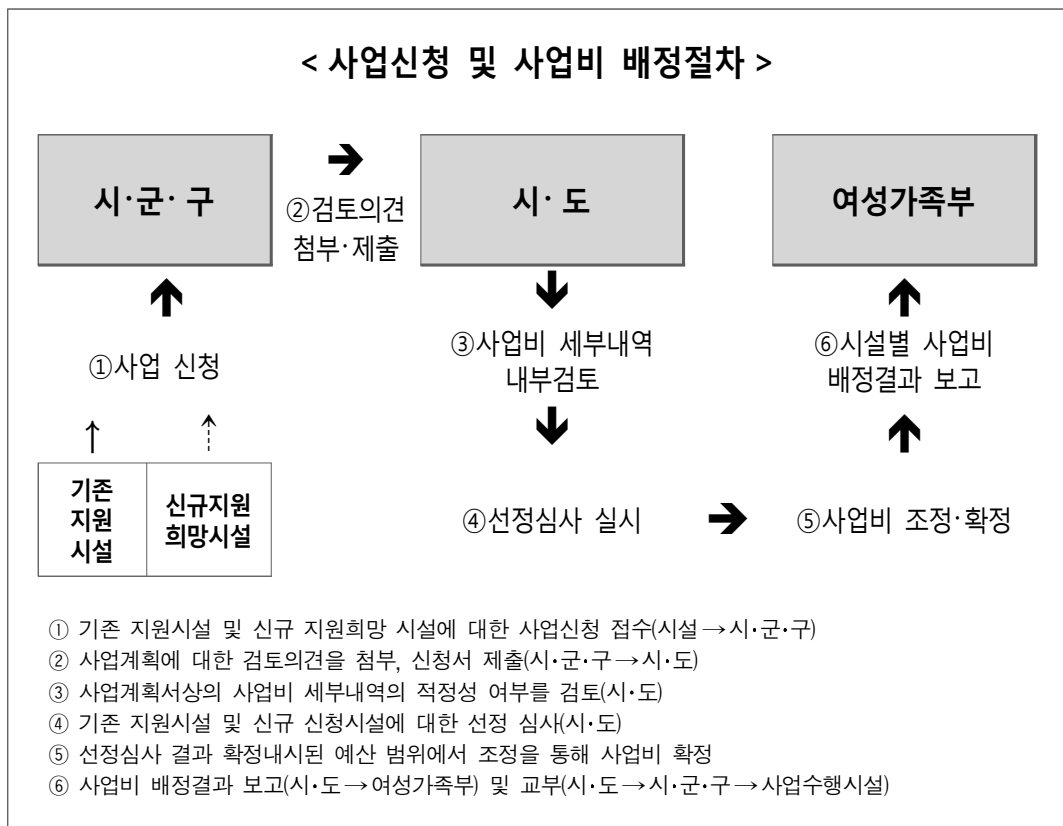 < 사업신청 및 사업비 배정절차 >
시·군·구
➔
②검토의견
첨부·제출
시·도
여성가족부
①사업 신청
③사업비 세부내역
내부검토
⑥시설별 사업비
배정결과 보고
기존
지원
시설
신규지원
희망시설
④선정심사 실시
➔
⑤사업비 조정·확정
① 기존 지원시설 및 신규 지원희망 시설에 대한 사업신청 접수(시설→시·군·구)
② 사업계획에 대한 검토의견을 첨부, 신청서 제출(시·군·구→시·도)
③ 사업계획서상의 사업비 세부내역의 적정성 여부를 검토(시·도)
④ 기존 지원시설 및 신규 신청시설에 대한 선정 심사(시·도)
⑤ 선정심사 결과 확정내시된 예산 범위에서 조정을 통해 사업비 확정
⑥ 사업비 배정결과 보고(시·도→여성가족부) 및 교부(시·도→시·군·구→사업수행시설)